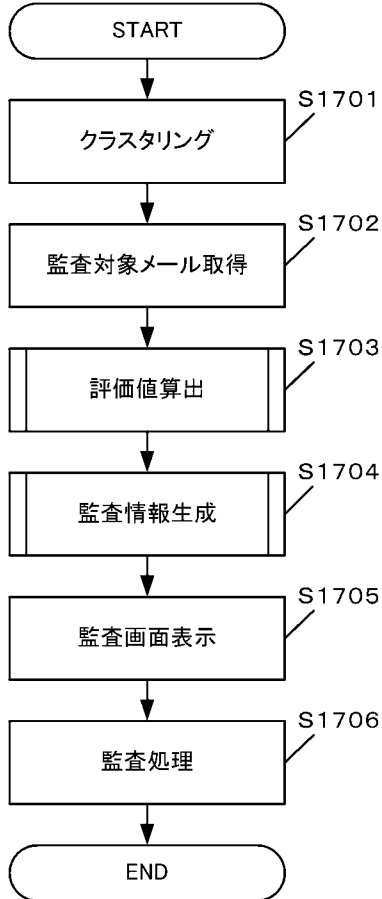 START
S1701
クラスタリング
S1702
監査対象メール取得
S1703
評価値算出
S1704
監査情報生成
S1705
監査画面表示
S1706
監査処理
END